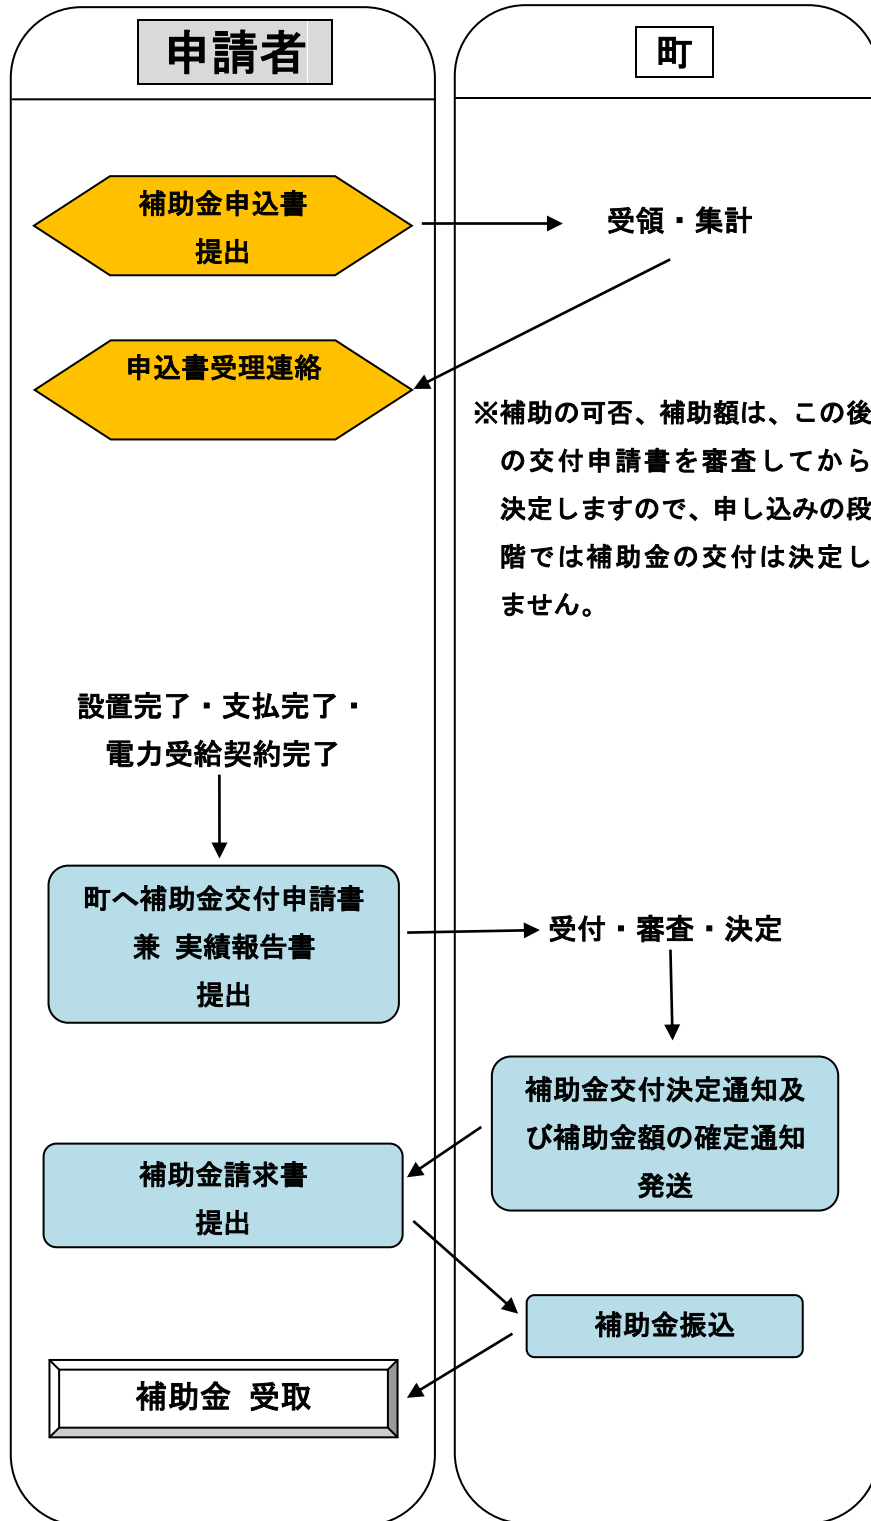 申請者
町
補助金申込書
提出
受領・集計
申込書受理連絡
※補助の可否、補助額は、この後
の交付申請書を審査してから
決定しますので、申し込みの段
階では補助金の交付は決定し
ません。
設置完了・支払完了・
電力受給契約完了
町へ補助金交付申請書
兼 実績報告書
提出
受付・審査・決定
補助金交付決定通知及
び補助金額の確定通知
発送
補助金請求書
提出
補助金振込
補助金 受取